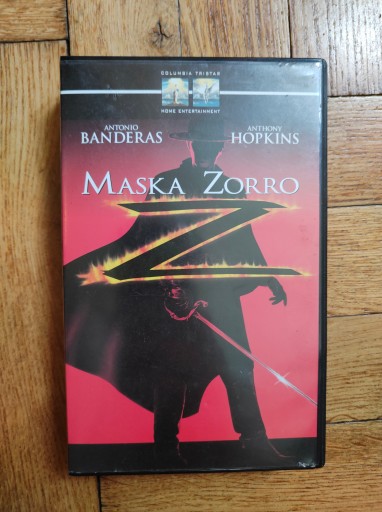 COLUMBIA TRISTAR
HOME ENTERTAINMENT
ANTONIO
BANDERAS
ANTHONY
HOPKINS
MASKA ZORRO
Z